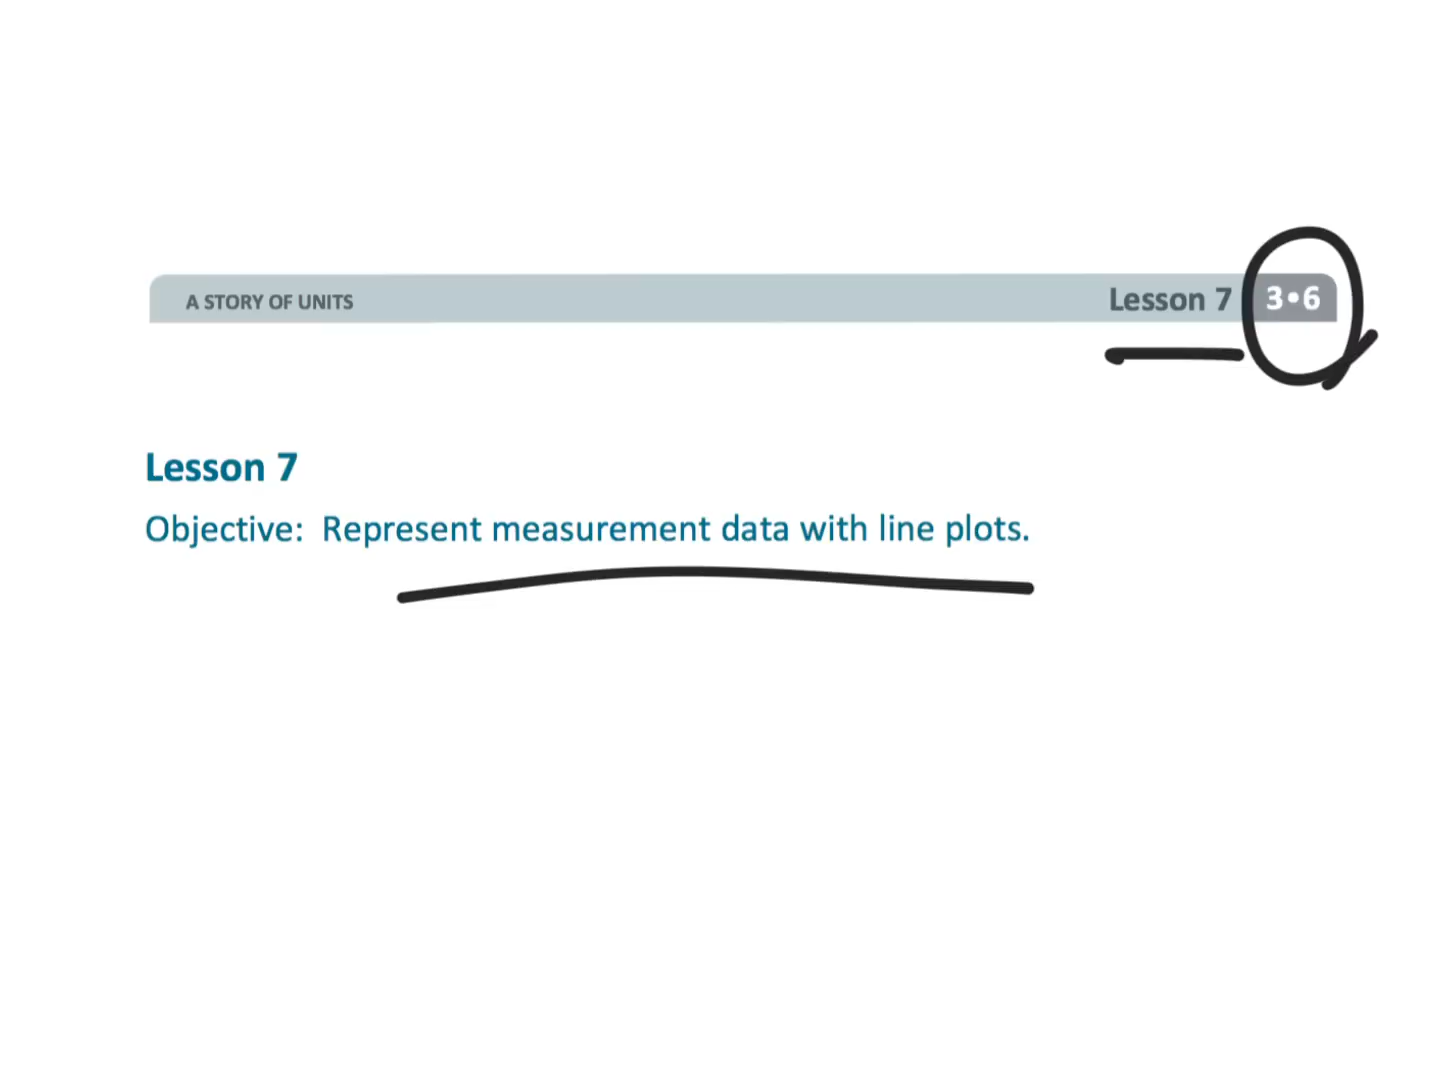 A STORY OF UNITS Lesson 7 3•6
Lesson 7
Objective: Represent measurement data with line plots.